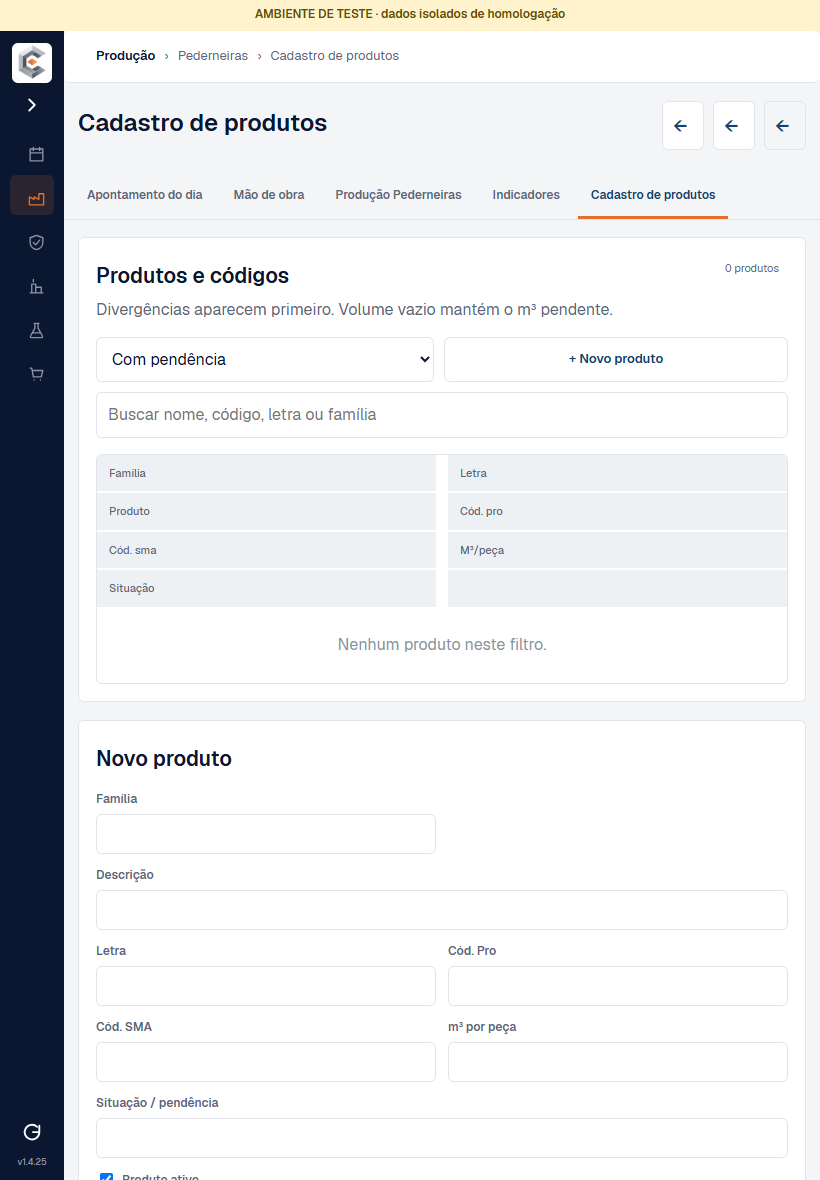 AMBIENTE DE TESTE · dados isolados de homologação
Produção › Pederneiras › Cadastro de produtos
Cadastro de produtos
Apontamento do dia Mão de obra Produção Pederneiras Indicadores Cadastro de produtos
Produtos e códigos 0 produtos
Divergências aparecem primeiro. Volume vazio mantém o m³ pendente.
Com pendência + Novo produto
Buscar nome, código, letra ou família
Família Letra
Produto Cód. pro
Cód. sma M³/peça
Situação
Nenhum produto neste filtro.
Novo produto
Família
Descrição
Letra Cód. Pro
Cód. SMA m³ por peça
Situação / pendência
Produto ativo
v1.4.25